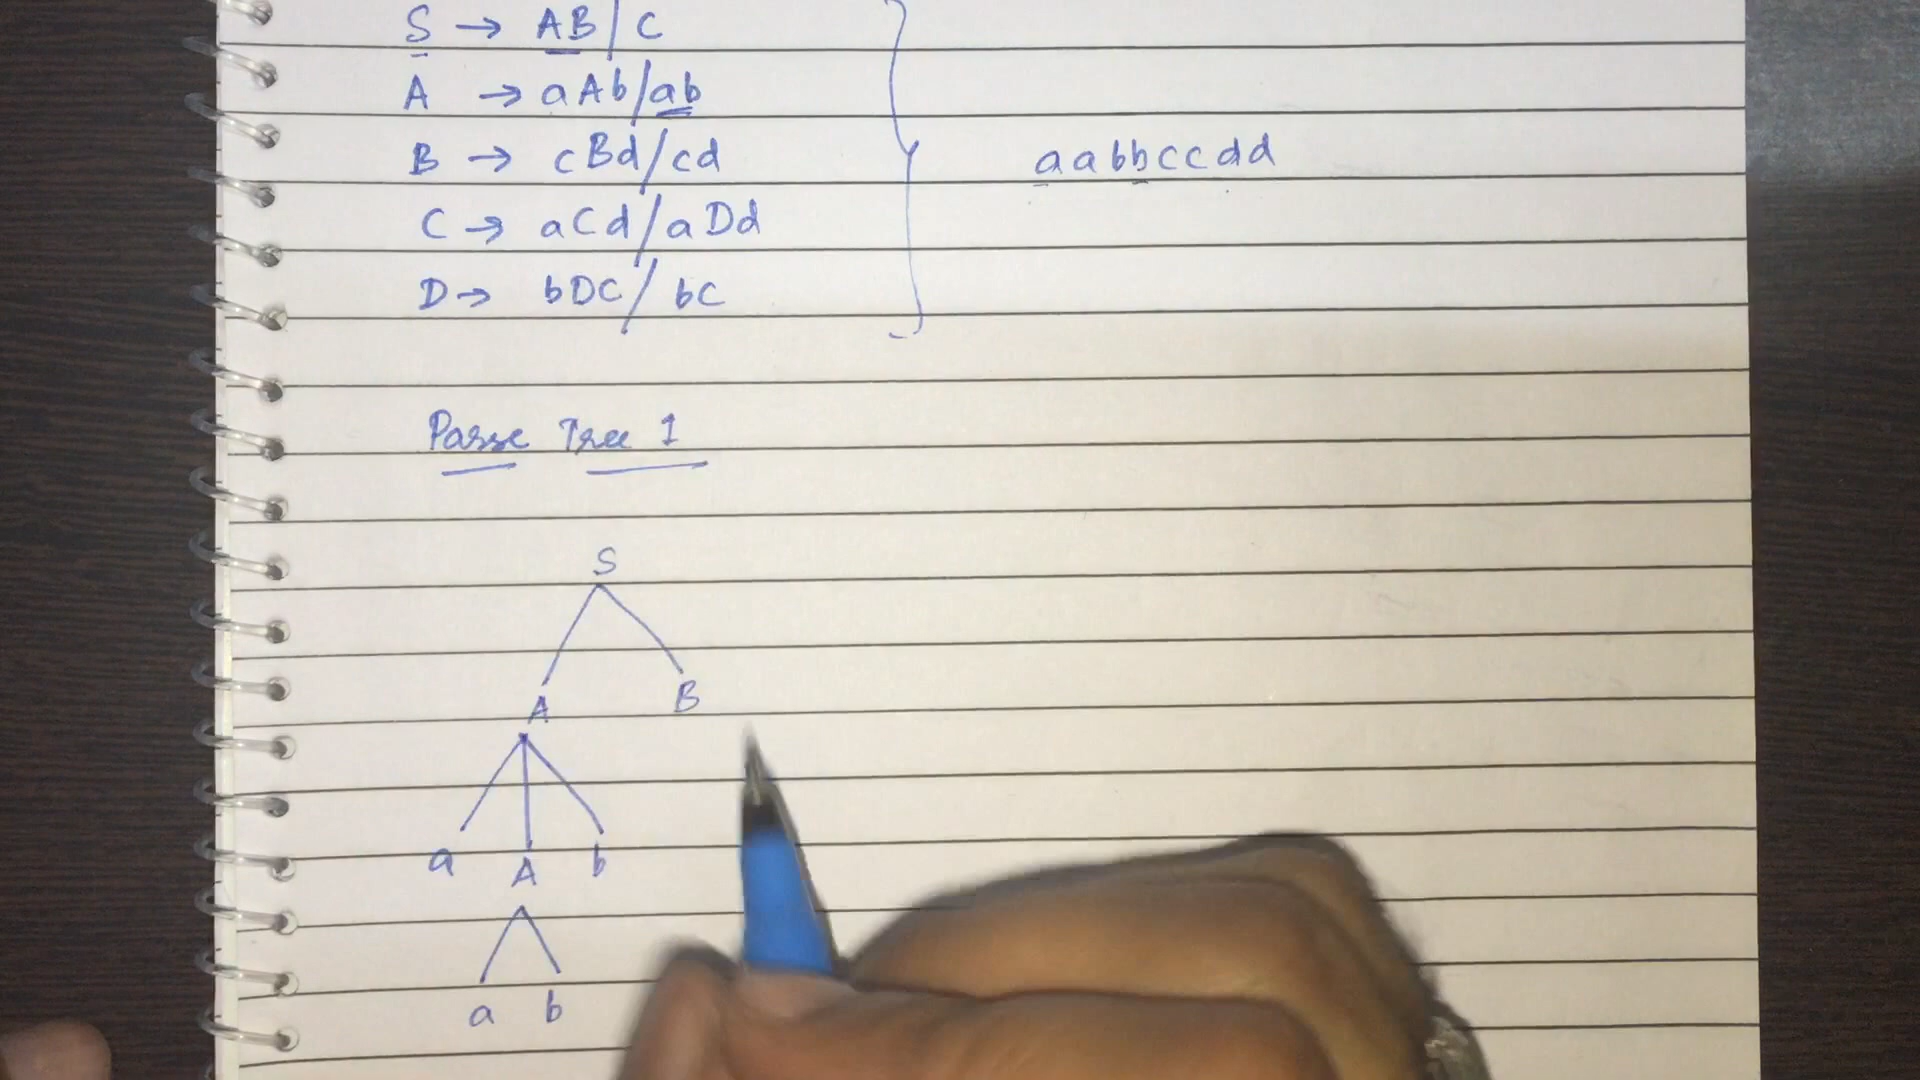 S → AB / C
A → aAb / ab
B → cBd / cd
aabbccdd
C → aCd / aDd
D → bDC / bC
Parse Tree 1
S
A B
a A b
a b